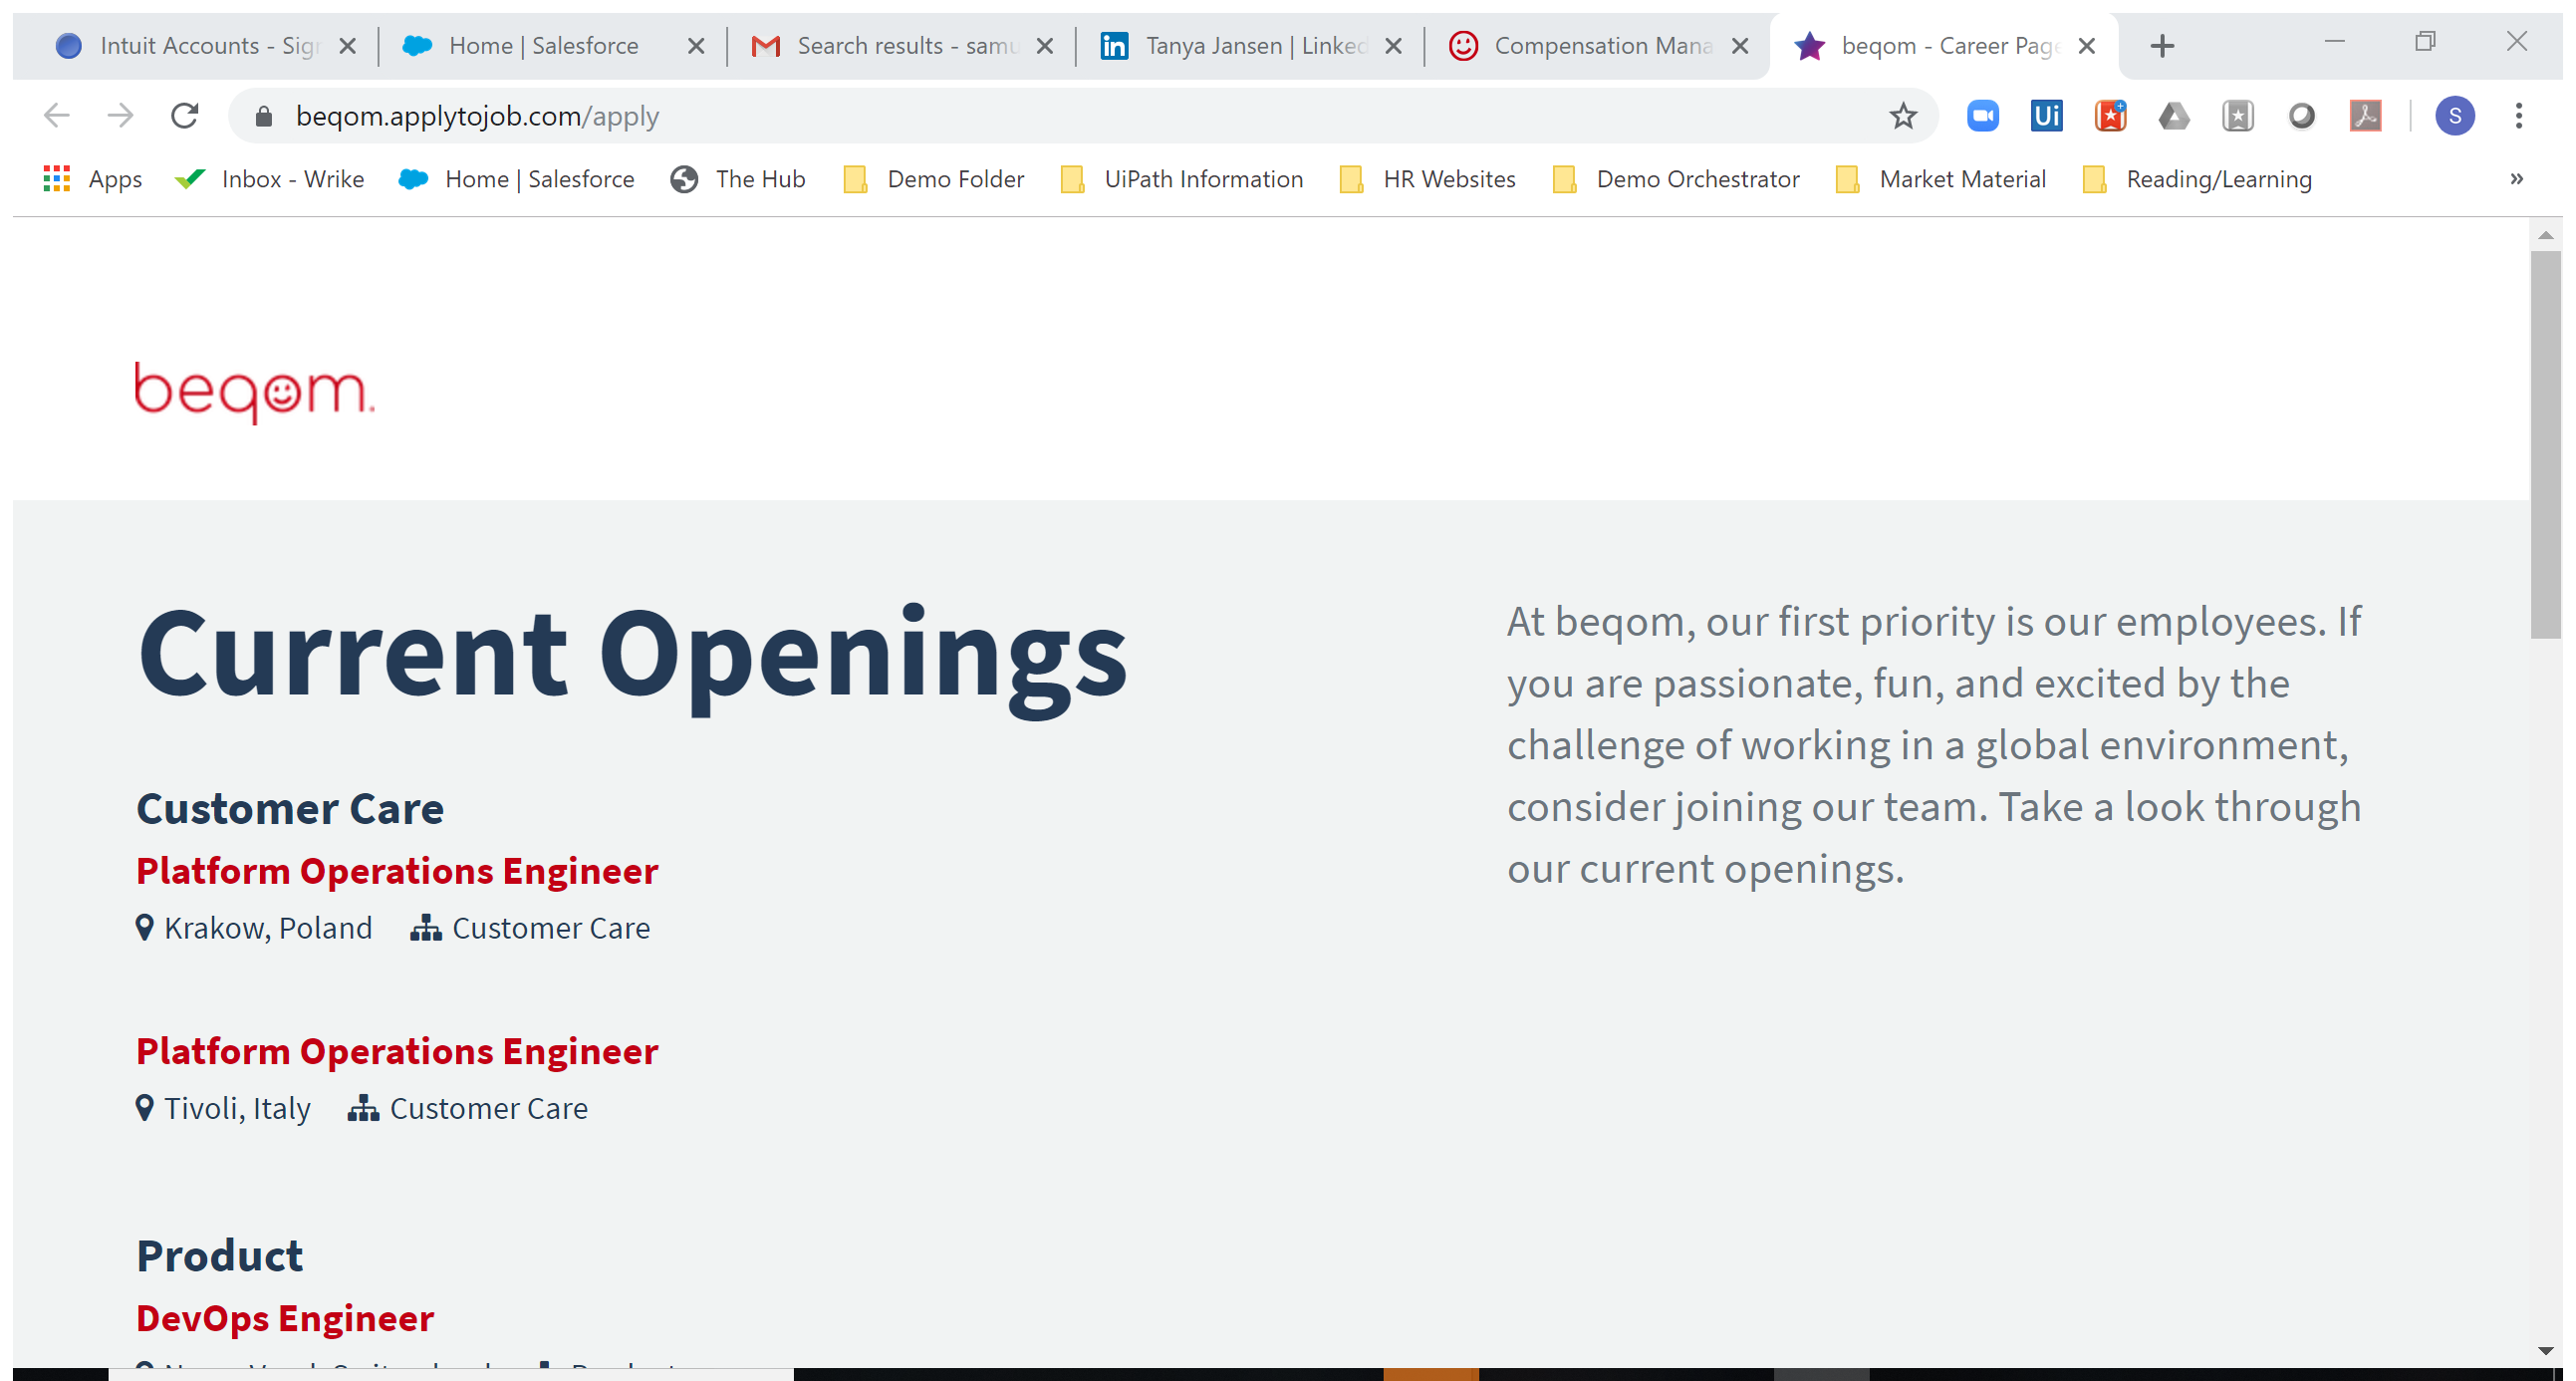 Intuit Accounts - Sign
Home | Salesforce
Search results - samu
Tanya Jansen | Linked
Compensation Mana
beqom - Career Page
beqom.applytojob.com/apply
Ui
S
Apps
Inbox - Wrike
Home | Salesforce
The Hub
Demo Folder
UiPath Information
HR Websites
Demo Orchestrator
Market Material
Reading/Learning
»
beqom.
Current Openings
At beqom, our first priority is our employees. If
you are passionate, fun, and excited by the
challenge of working in a global environment,
consider joining our team. Take a look through
our current openings.
Customer Care
Platform Operations Engineer
Krakow, Poland Customer Care
Platform Operations Engineer
Tivoli, Italy Customer Care
Product
DevOps Engineer